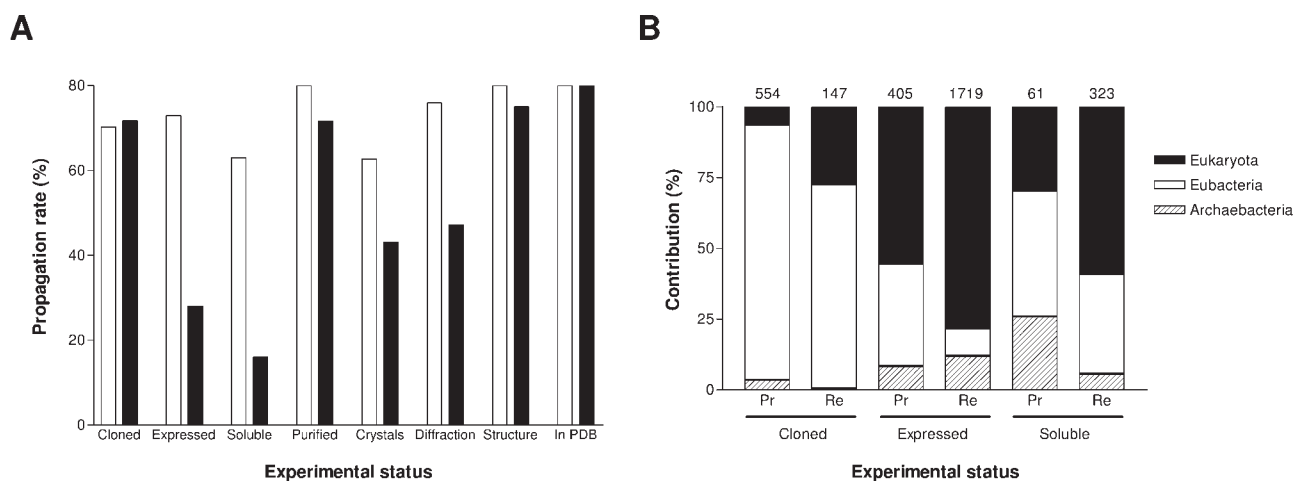 A
Propagation rate (%)
80
60
40
20
0
Cloned Expressed Soluble Purified Crystals Diffraction Structure In PDB
Experimental status
B
Contribution (%)
554 147 405 1719 61 323
100
75
50
25
0
Pr Re Pr Re Pr Re
Cloned Expressed Soluble
Experimental status
Eukaryota
Eubacteria
Archaebacteria